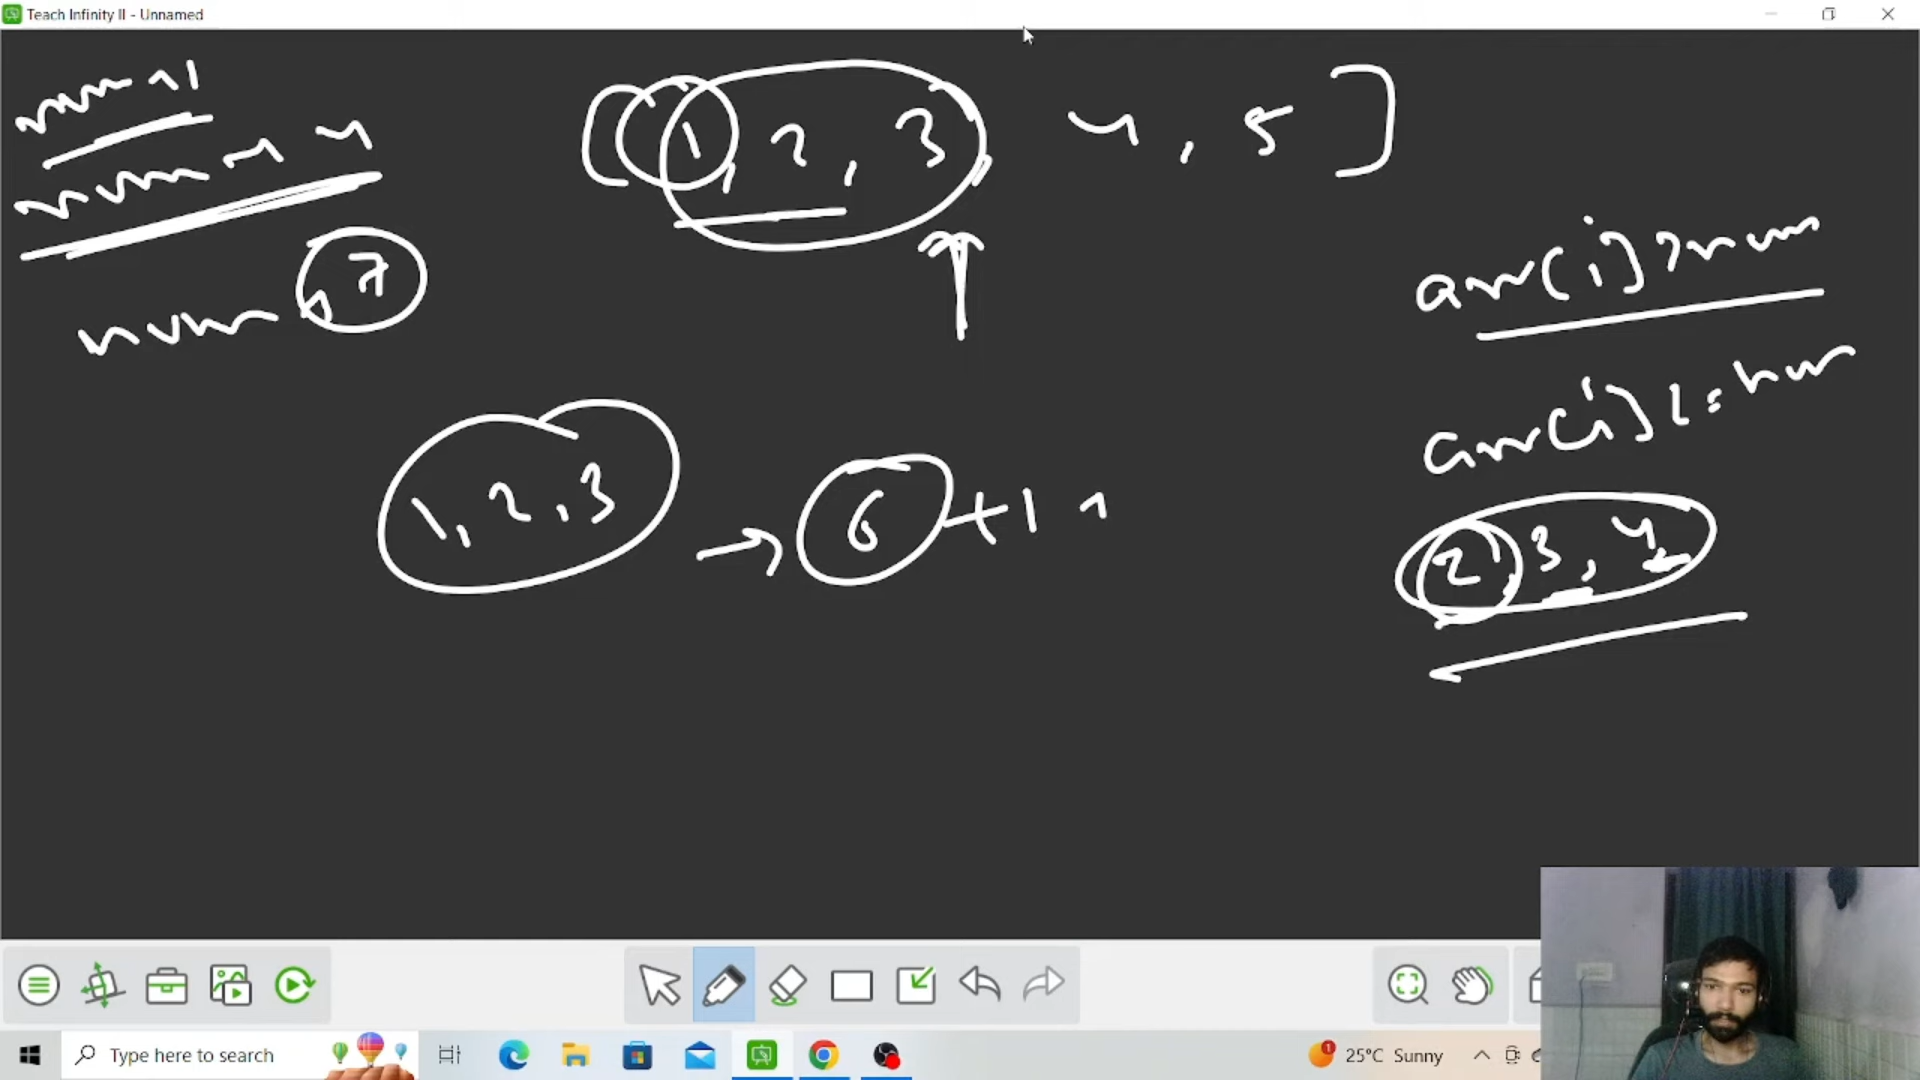 Teach Infinity II - Unnamed
1, 2, 3, 4, 5 ]
num
num
num 7
arr[i] > num
arr[i] <= num
1, 2, 3 → 6 + 1
2, 3, 4
Type here to search
1
25°C Sunny